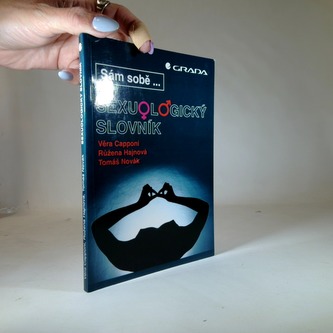 GRADA
Sám sobě ...
SEXUOLOGICKÝ
SLOVNÍK
Věra Capponi
Růžena Hajnová
Tomáš Novák